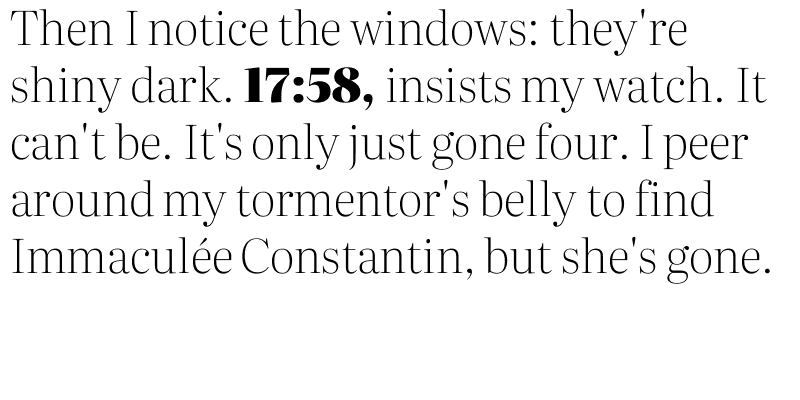 Then I notice the windows: they're
shiny dark. 17:58, insists my watch. It
can't be. It's only just gone four. I peer
around my tormentor's belly to find
Immaculée Constantin, but she's gone.